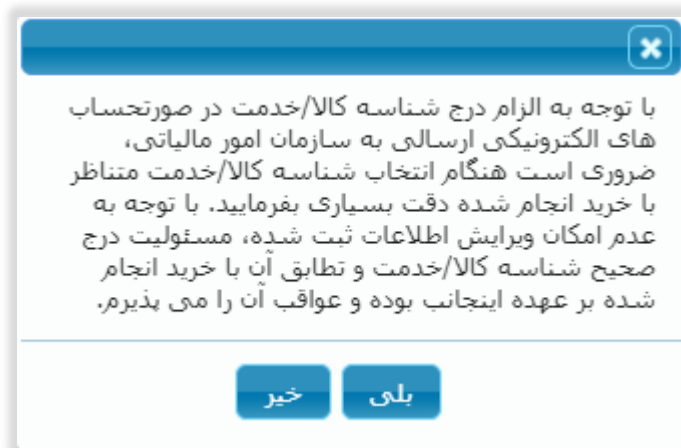 با توجه به الزام درج شناسه کالا/خدمت در صورتحساب
های الکترونیکی ارسالی به سازمان امور مالیاتی،
ضروری است هنگام انتخاب شناسه کالا/خدمت متناظر
با خرید انجام شده دقت بسیاری بفرمایید. با توجه به
عدم امکان ویرایش اطلاعات ثبت شده، مسئولیت درج
صحیح شناسه کالا/خدمت و تطابق آن با خرید انجام
شده بر عهده اینجانب بوده و عواقب آن را می پذیرم.
بلی خیر